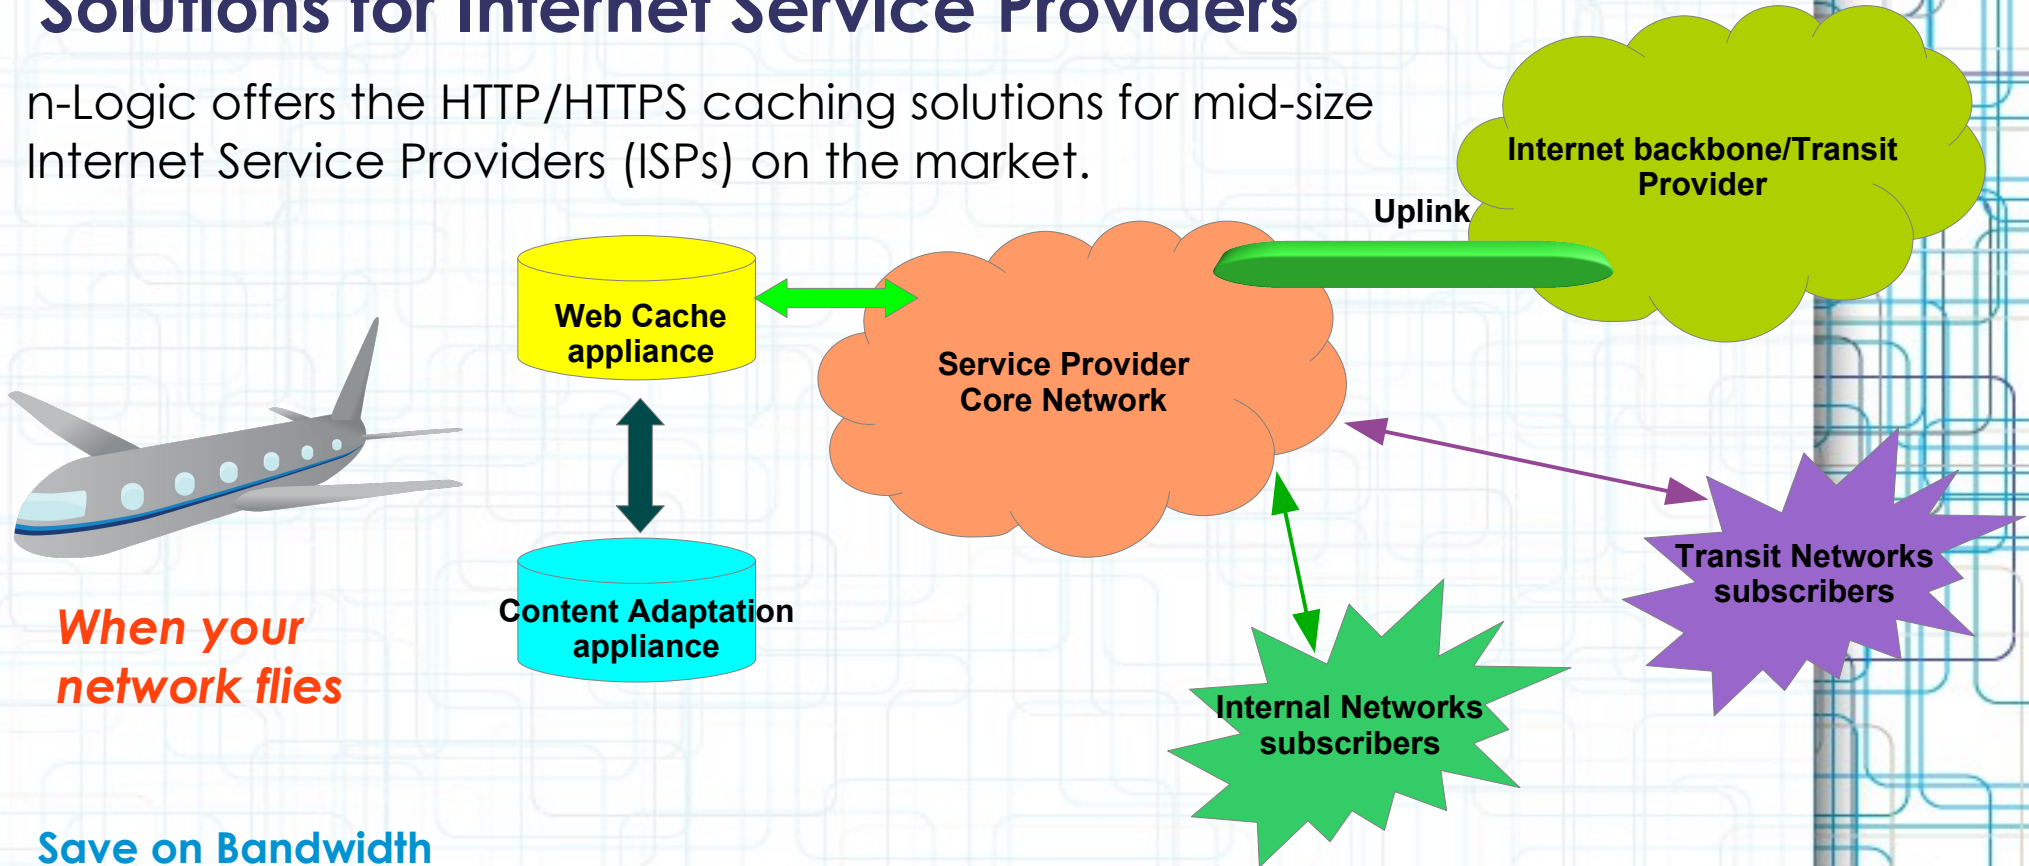 Solutions for Internet Service Providers
n-Logic offers the HTTP/HTTPS caching solutions for mid-size
Internet Service Providers (ISPs) on the market.
Internet backbone/Transit
Provider
Uplink
Web Cache
appliance
Service Provider
Core Network
Content Adaptation
appliance
Transit Networks
subscribers
Internal Networks
subscribers
When your
network flies
Save on Bandwidth